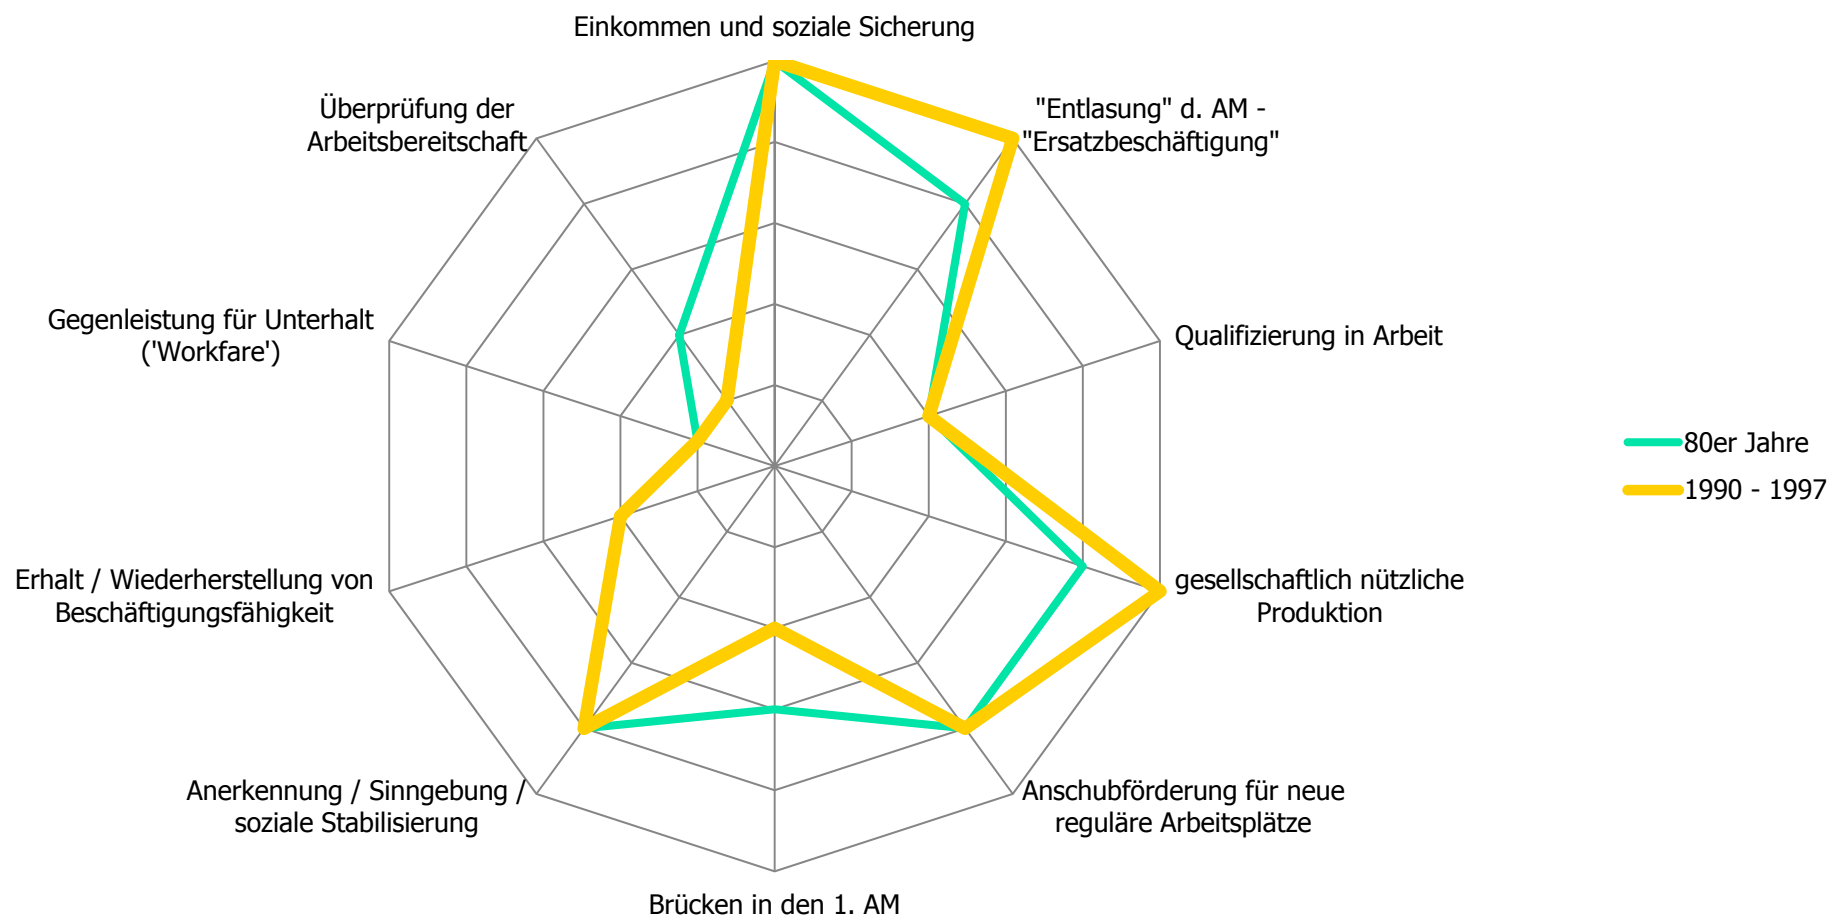 Einkommen und soziale Sicherung
"Entlasung" d. AM -
"Ersatzbeschäftigung"
Qualifizierung in Arbeit
gesellschaftlich nützliche
Produktion
Anschubförderung für neue
reguläre Arbeitsplätze
Brücken in den 1. AM
Anerkennung / Sinngebung /
soziale Stabilisierung
Erhalt / Wiederherstellung von
Beschäftigungsfähigkeit
Gegenleistung für Unterhalt
('Workfare')
Überprüfung der
Arbeitsbereitschaft
80er Jahre
1990 - 1997